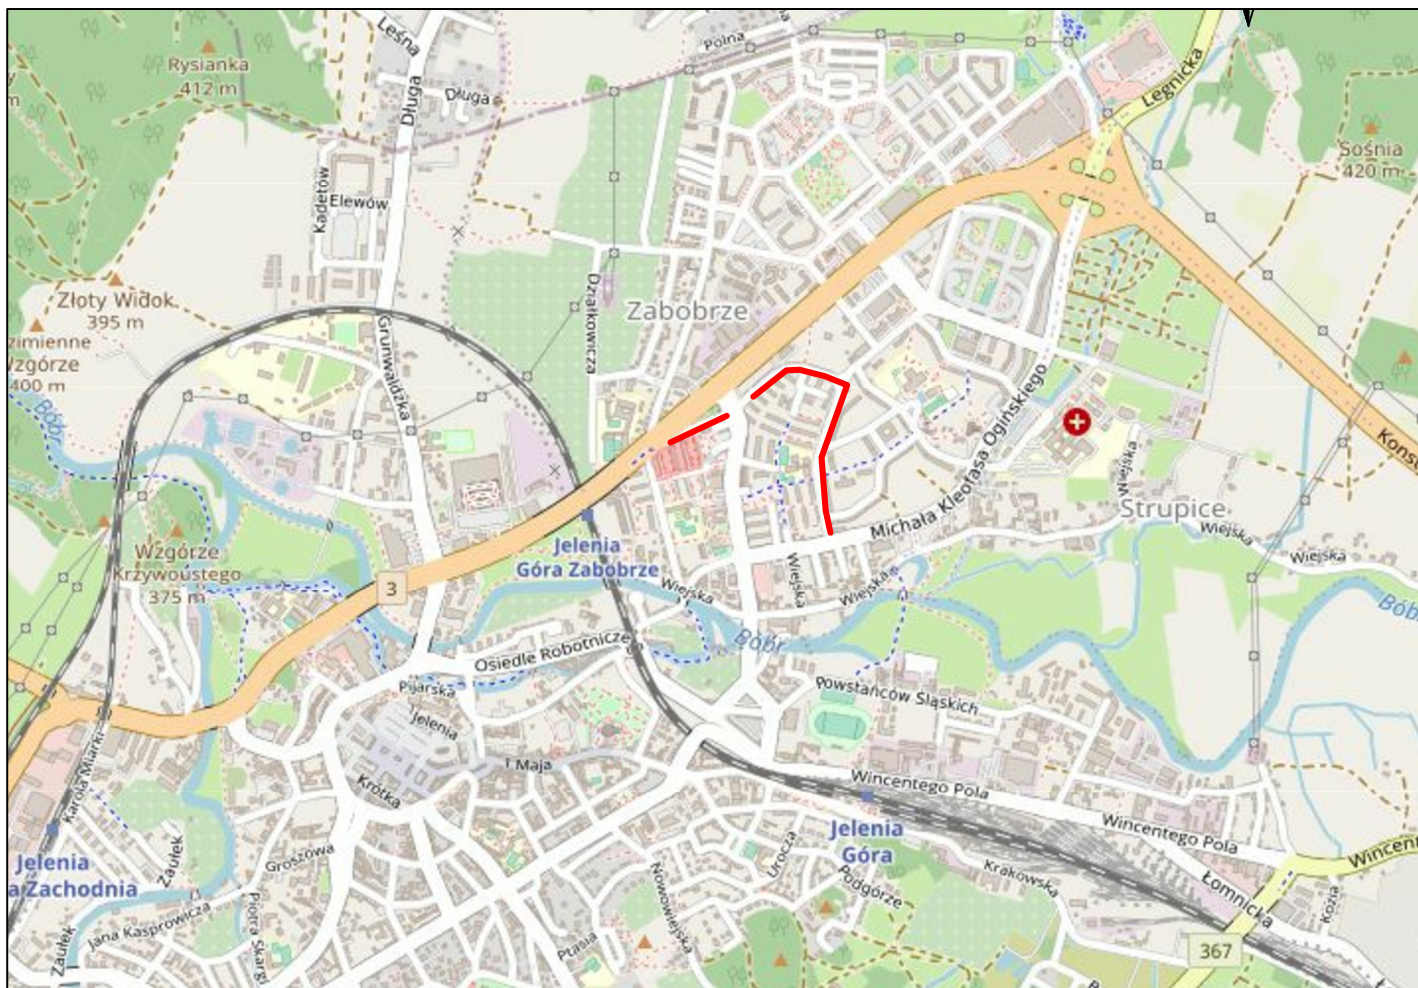 Leśna
Polna
Rysianka
412 m
Długa
Długa
Legnicka
Sośnia
420 m
Kadetów
Elewów
Działkowicza
Złoty Widok
395 m
Zabobrze
zimienne
Wzgórze
400 m
Grunwaldzka
Bóbr
Michała Kleofasa Ogińskiego
Konst
Wiejska
Strupice
Wiejska
Wiejska
Wzgórze
Krzywoustego
375 m
Jelenia
Góra Zabobrze
3
Wiejska
Wiejska
Wiejska
Bóbr
Bóbr
Osiedle Robotnicze
Pijarska
Powstańców Śląskich
Jelenia
1 Maja
Karola Miarki
Krótka
Wincentego Pola
Wincentego Pola
Wincent
Jelenia
Góra
Jelenia
a Zachodnia
Zaułek
Groszowa
Urocza
Podgórze
Krakowska
Łomnicka
Kozia
Nowowiejska
Ptasia
Piotra Skargi
Jana Kasprowicza
Zaułek
367